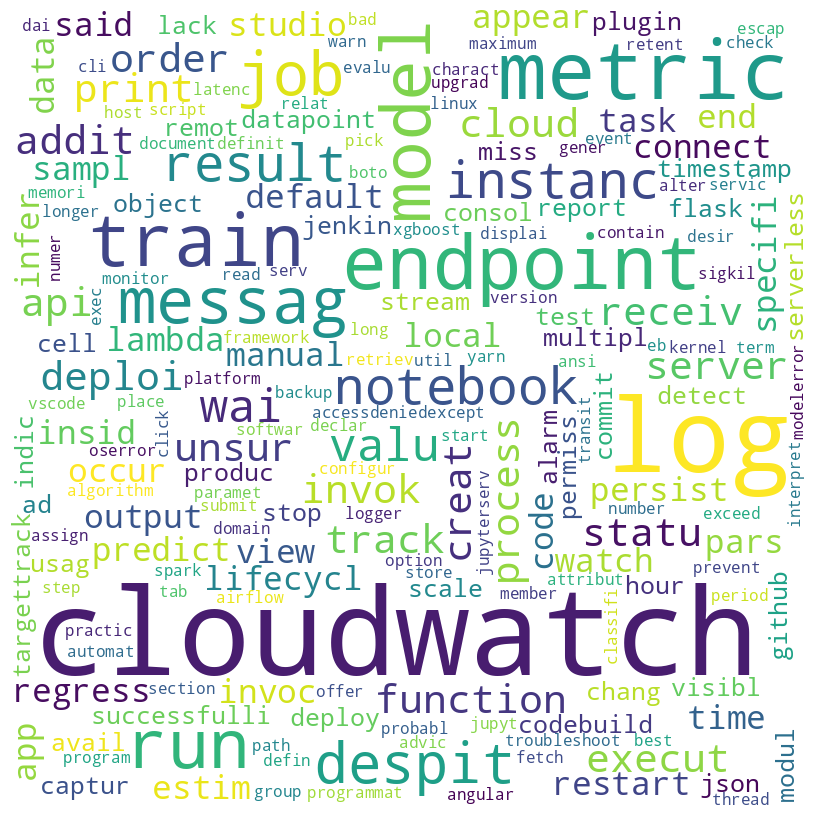 dai
said
lack
studio
bad
warn
appear
plugin
escap
data
cli
order
job
evalu
model
maximum
retent
check
charact
upgrad
metric
print
host
script
latenc
relat
linux
cloud
task
end
event
addit
document
definit
remot
datapoint
pick
miss
gener
connect
sampl
result
boto
instanc
alter
servic
timestamp
infer
memori
longer
object
default
jenkin
xgboost
consol
report
flask
desir
specifi
serverless
numer
train
displai
contain
sigkil
monitor
read
serv
endpoint
version
api
exec
messag
stream
test
receiv
cell
lambda
framework
long
local
multipl
eb
kernel
term
manual
retriev
util
yarn
ansi
server
modelerror
deploi
platform
backup
notebook
transit
detect
vscode
place
click
wai
accessdeniedexcept
alarm
commit
log
indic
insid
oserror
softwar
declar
start
unsur
valu
process
permiss
interpret
occur
produc
configur
creat
code
algorithm
paramet
invok
persist
ad
submit
logger
number
exceed
assign
output
domain
stop
track
jupyterserv
statu
pars
targettrack
usag
predict
view
option
watch
prevent
step
spark
store
lifecycl
scale
attribut
hour
tab
airflow
member
classifi
period
github
cloudwatch
practic
automat
regress
section
invoc
offer
function
chang
visibl
successfulli
deploy
probabl
jupyt
codebuild
time
app
avail
run
path
advic
troubleshoot
best
modul
program
defin
despit
fetch
execut
captur
estim
group
programmat
angular
restart
json
thread